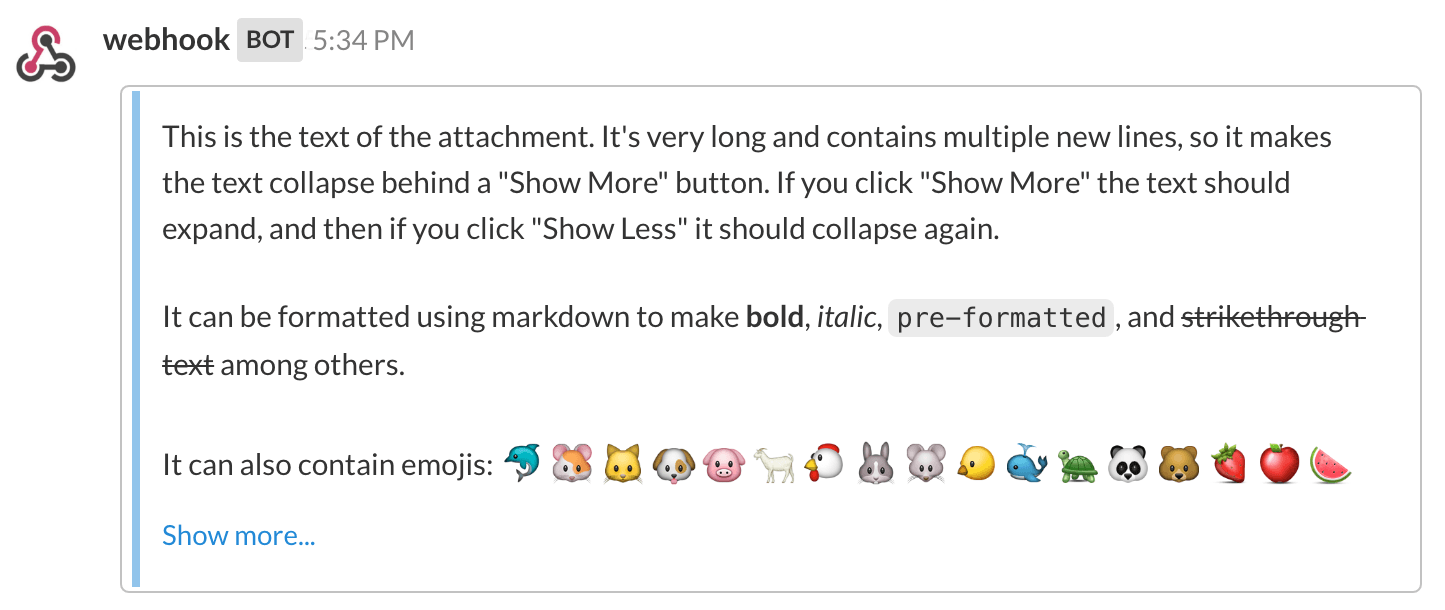 webhook BOT 5:34 PM
This is the text of the attachment. It's very long and contains multiple new lines, so it makes
the text collapse behind a "Show More" button. If you click "Show More" the text should
expand, and then if you click "Show Less" it should collapse again.
It can be formatted using markdown to make bold, italic, pre-formatted, and strikethrough
text among others.
It can also contain emojis: 🐬 🐹 🐱 🐶 🐷 🐐 🐔 🐰 🐭 🐤 🐳 🐢 🐼 🐻 🍓 🍎 🍉
Show more...